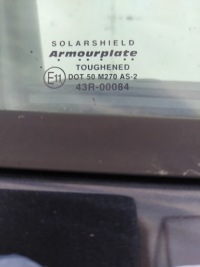 SOLARSHIELD
Armourplate
TOUGHENED
E11 DOT 50 M270 AS-2
43R-00084